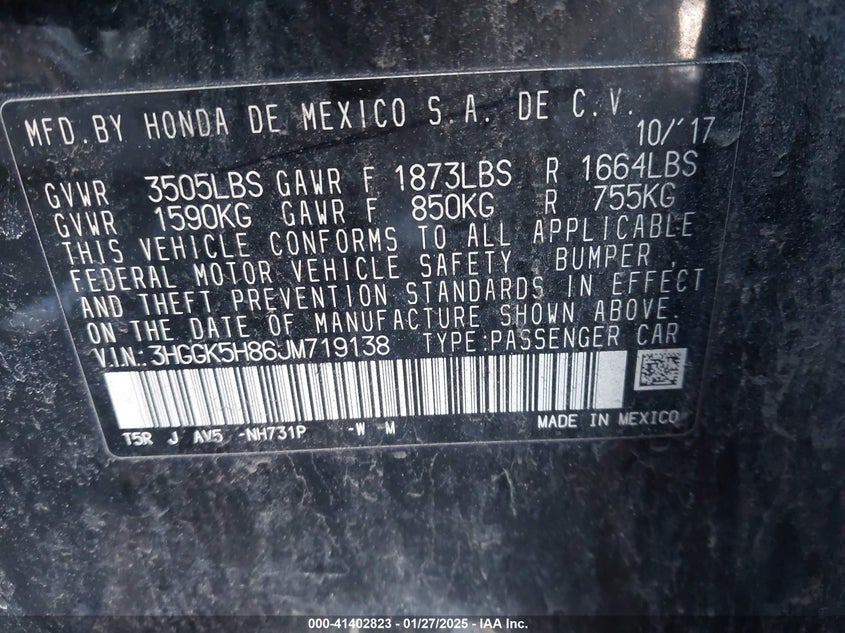 MFD.BY HONDA DE MEXICO S.A. DE C.V.
10/'17
GVWR 3505LBS GAWR F 1873LBS R 1664LBS
GVWR 1590KG GAWR F 850KG R 755KG
THIS VEHICLE CONFORMS TO ALL APPLICABLE
FEDERAL MOTOR VEHICLE SAFETY, BUMPER,
AND THEFT PREVENTION STANDARDS IN EFFECT
ON THE DATE OF MANUFACTURE SHOWN ABOVE.
V.I.N.: 3HGGK5H86JM719138 TYPE:PASSENGER CAR
T5R J AV5 -NH731P -W M MADE IN MEXICO
000-41402823 - 01/27/2025 - IAA Inc.